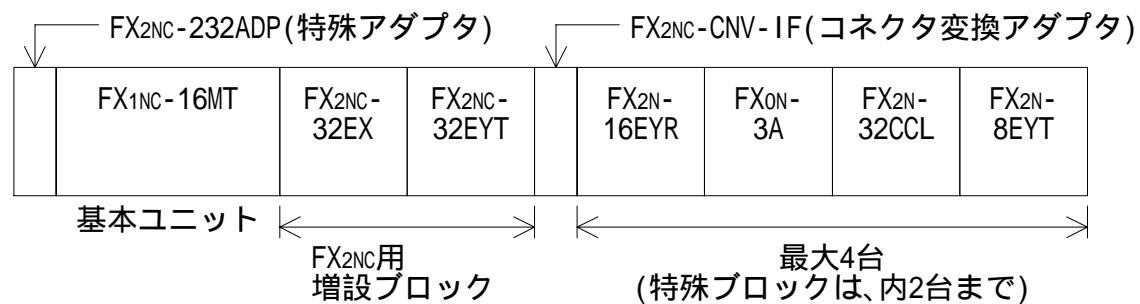 FX2NC-232ADP(特殊アダプタ)
FX2NC-CNV-IF(コネクタ変換アダプタ)
FX1NC-16MT
FX2NC-
32EX
FX2NC-
32EYT
FX2N-
16EYR
FX0N-
3A
FX2N-
32CCL
FX2N-
8EYT
基本ユニット
FX2NC用
増設ブロック
最大4台
(特殊ブロックは、内2台まで)